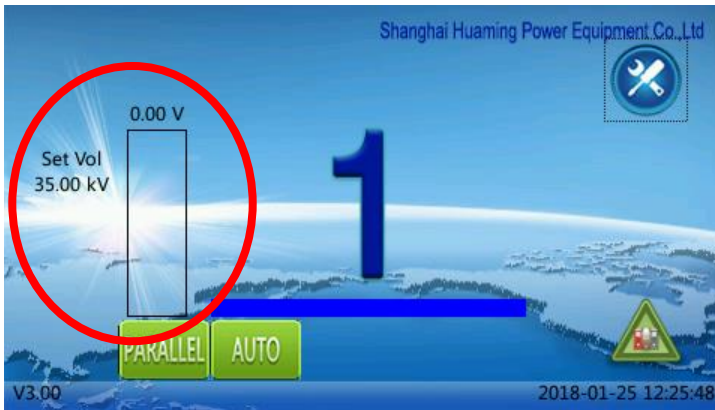 Shanghai Huaming Power Equipment Co.,Ltd
0.00 V
Set Vol
35.00 kV
1
PARALLEL AUTO
V3.00 2018-01-25 12:25:48